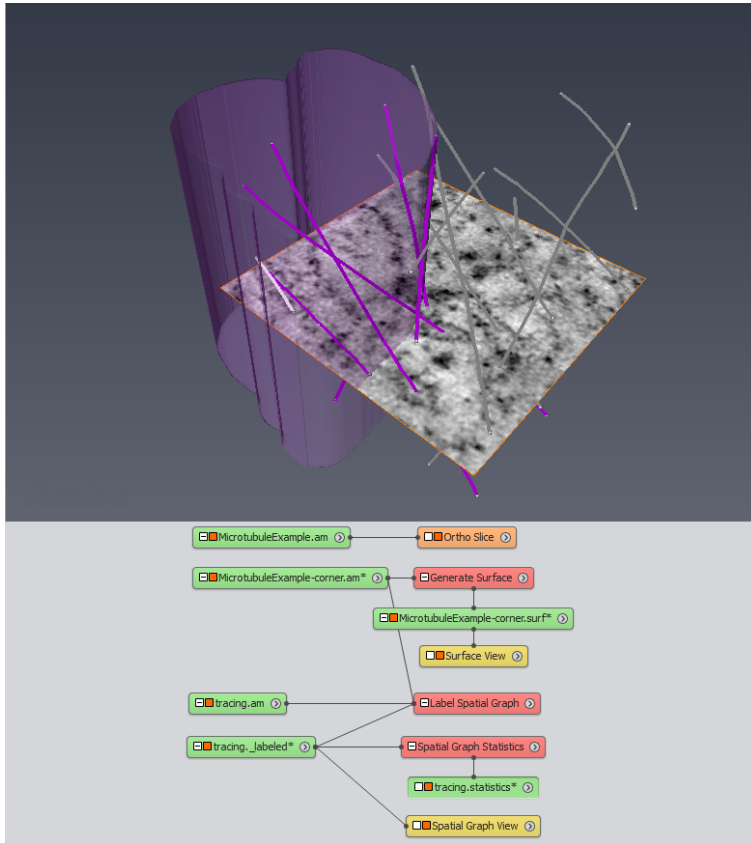 MicrotubuleExample.am
Ortho Slice
MicrotubuleExample-corner.am*
Generate Surface
MicrotubuleExample-corner.surf*
Surface View
tracing.am
Label Spatial Graph
tracing._labeled*
Spatial Graph Statistics
tracing.statistics*
Spatial Graph View